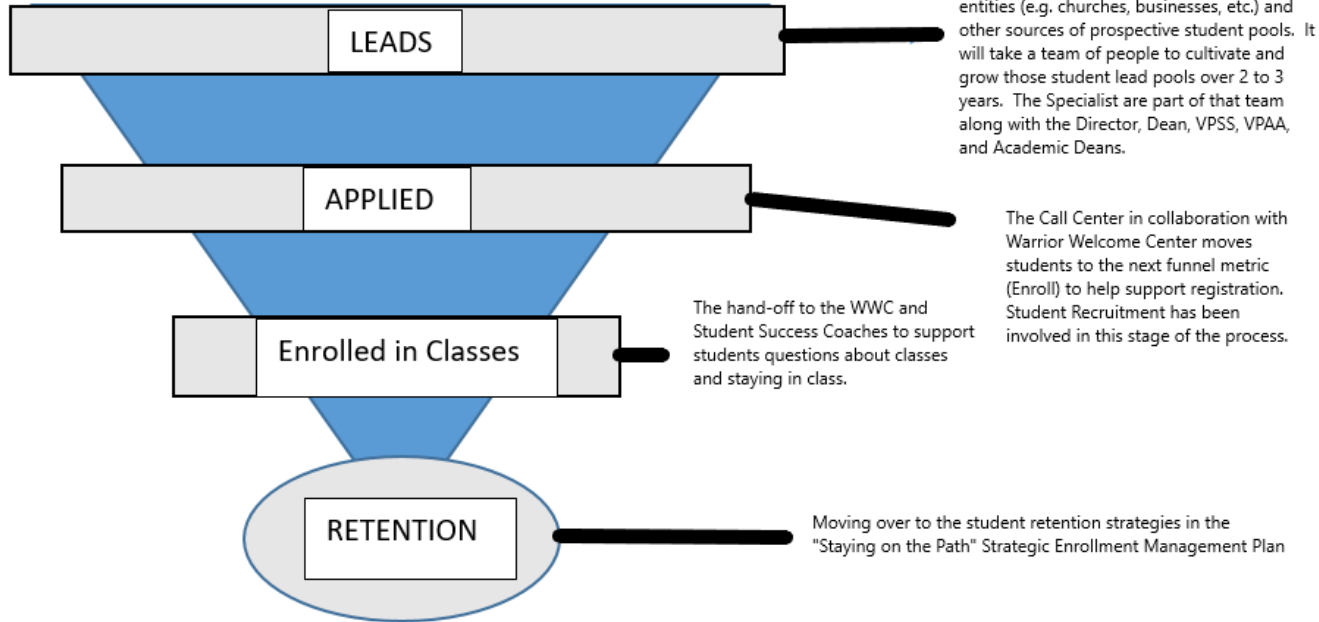 LEADS
entities (e.g. churches, businesses, etc.) and
other sources of prospective student pools. It
will take a team of people to cultivate and
grow those student lead pools over 2 to 3
years. The Specialist are part of that team
along with the Director, Dean, VPSS, VPAA,
and Academic Deans.
APPLIED
The Call Center in collaboration with
Warrior Welcome Center moves
students to the next funnel metric
(Enroll) to help support registration.
Student Recruitment has been
involved in this stage of the process.
Enrolled in Classes
The hand-off to the WWC and
Student Success Coaches to support
students questions about classes
and staying in class.
RETENTION
Moving over to the student retention strategies in the
"Staying on the Path" Strategic Enrollment Management Plan